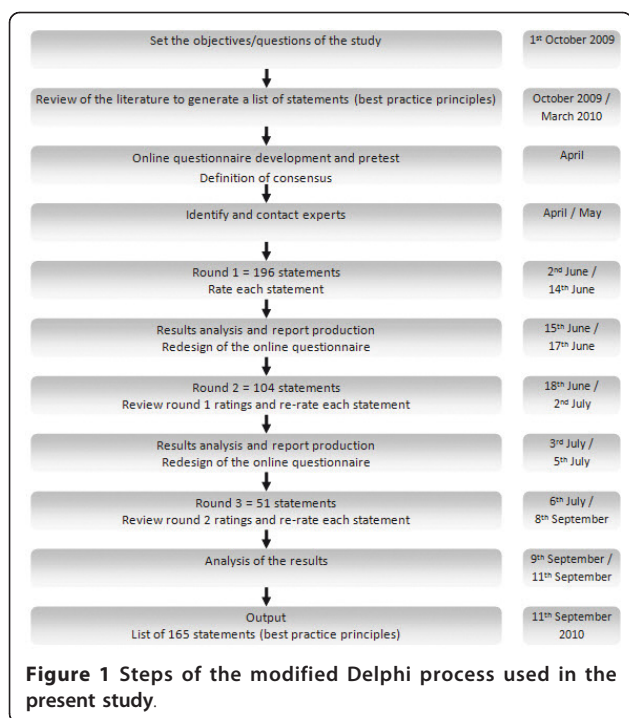 Set the objectives/questions of the study
1st October 2009
Review of the literature to generate a list of statements (best practice principles)
October 2009 /
March 2010
Online questionnaire development and pretest
Definition of consensus
April
Identify and contact experts
April / May
Round 1 = 196 statements
Rate each statement
2nd June /
14th June
Results analysis and report production
Redesign of the online questionnaire
15th June /
17th June
Round 2 = 104 statements
Review round 1 ratings and re-rate each statement
18th June /
2nd July
Results analysis and report production
Redesign of the online questionnaire
3rd July /
5th July
Round 3 = 51 statements
Review round 2 ratings and re-rate each statement
6th July /
8th September
Analysis of the results
9th September /
11th September
Output
List of 165 statements (best practice principles)
11th September
2010
Figure 1 Steps of the modified Delphi process used in the
present study.